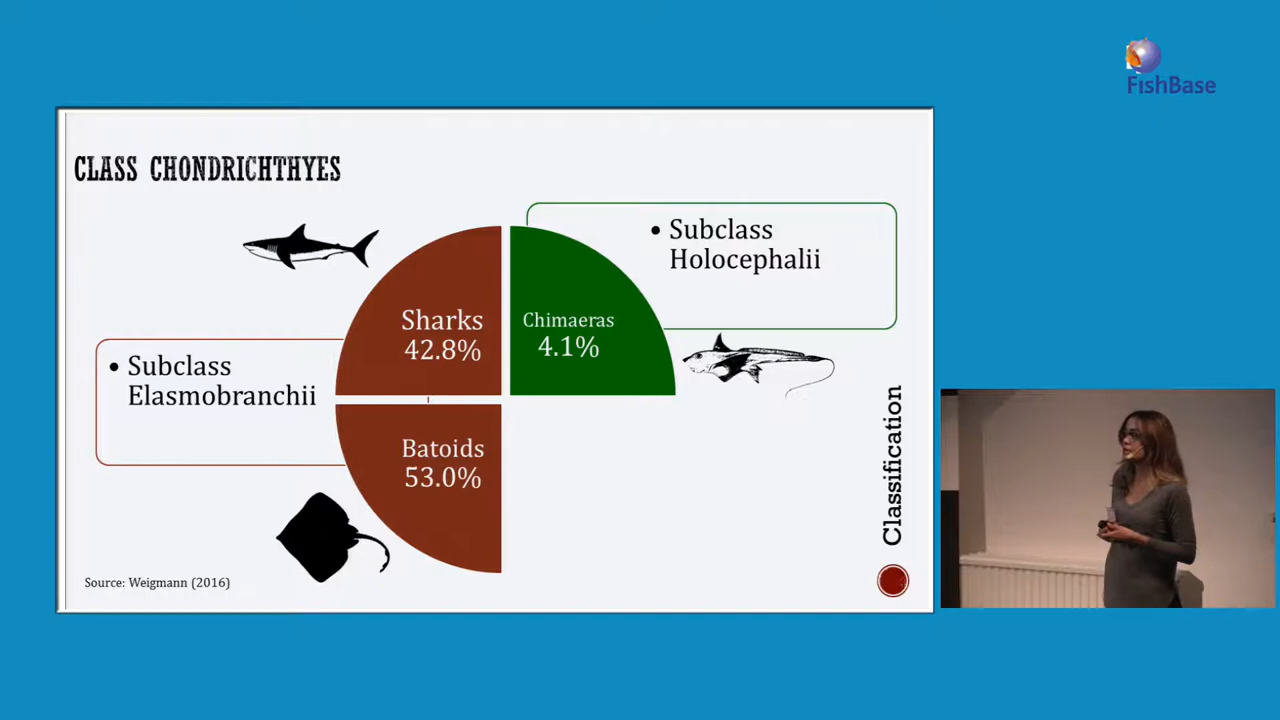 FishBase
CLASS CHONDRICHTHYES
• Subclass
Holocephalii
Sharks
42.8%
Chimaeras
4.1%
• Subclass
Elasmobranchii
Batoids
53.0%
Classification
Source: Weigmann (2016)